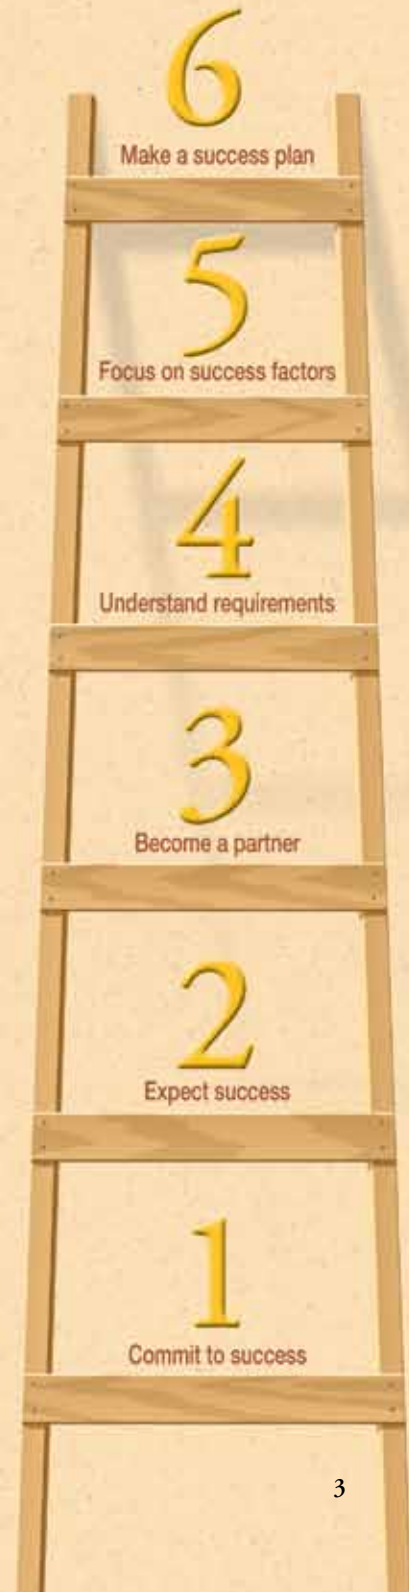 6
Make a success plan
5
Focus on success factors
4
Understand requirements
3
Become a partner
2
Expect success
1
Commit to success
3